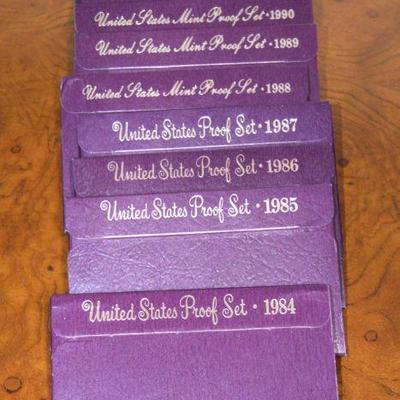 United States Mint Proof Set · 1990
United States Mint Proof Set · 1989
United States Mint Proof Set · 1988
United States Proof Set · 1987
United States Proof Set · 1986
United States Proof Set · 1985
United States Proof Set · 1984